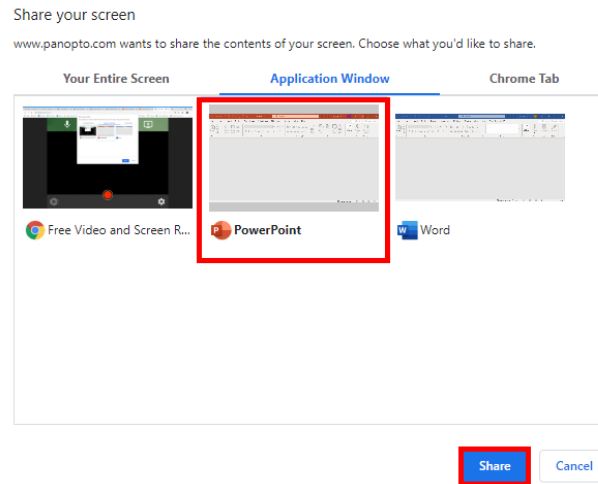 Share your screen
www.panopto.com wants to share the contents of your screen. Choose what you'd like to share.
Your Entire Screen Application Window Chrome Tab
Free Video and Screen R... PowerPoint Word
Share Cancel